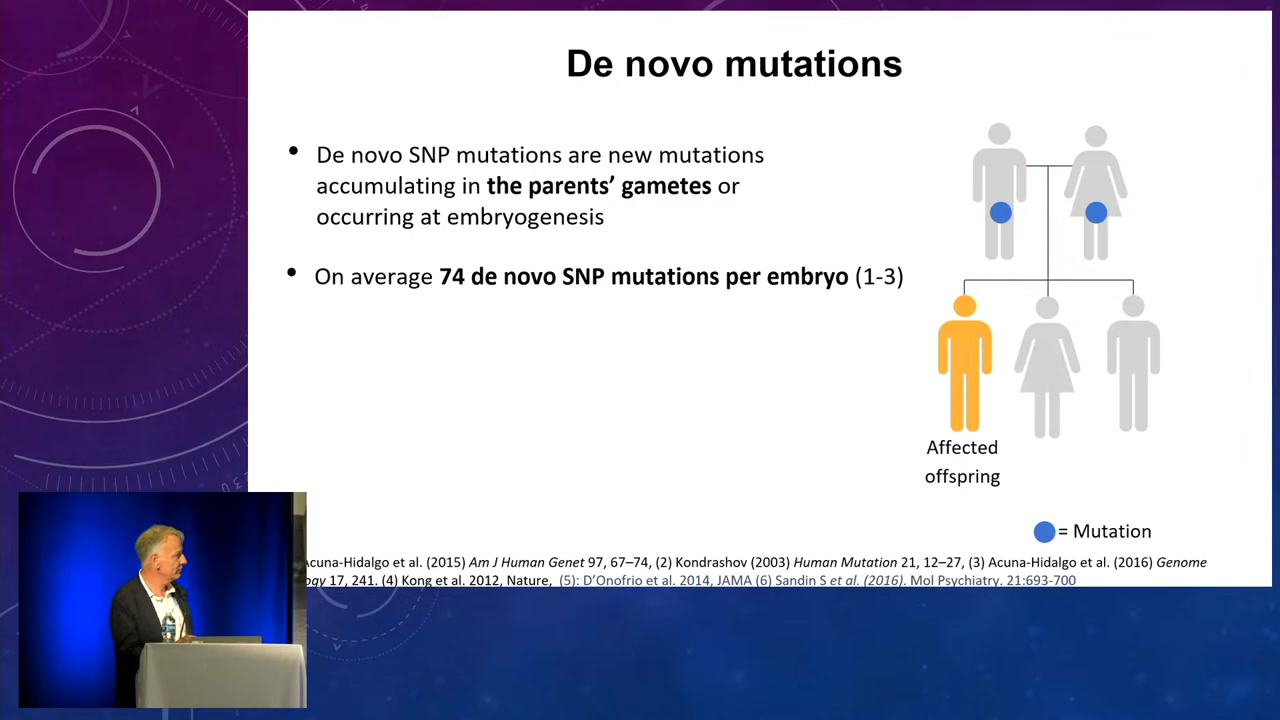 De novo mutations
• De novo SNP mutations are new mutations
accumulating in the parents’ gametes or
occurring at embryogenesis
• On average 74 de novo SNP mutations per embryo (1-3)
Affected
offspring
= Mutation
Acuna-Hidalgo et al. (2015) Am J Human Genet 97, 67–74, (2) Kondrashov (2003) Human Mutation 21, 12–27, (3) Acuna-Hidalgo et al. (2016) Genome
17, 241. (4) Kong et al. 2012, Nature, (5): D’Onofrio et al. 2014, JAMA (6) Sandin S et al. (2016). Mol Psychiatry. 21:693-700